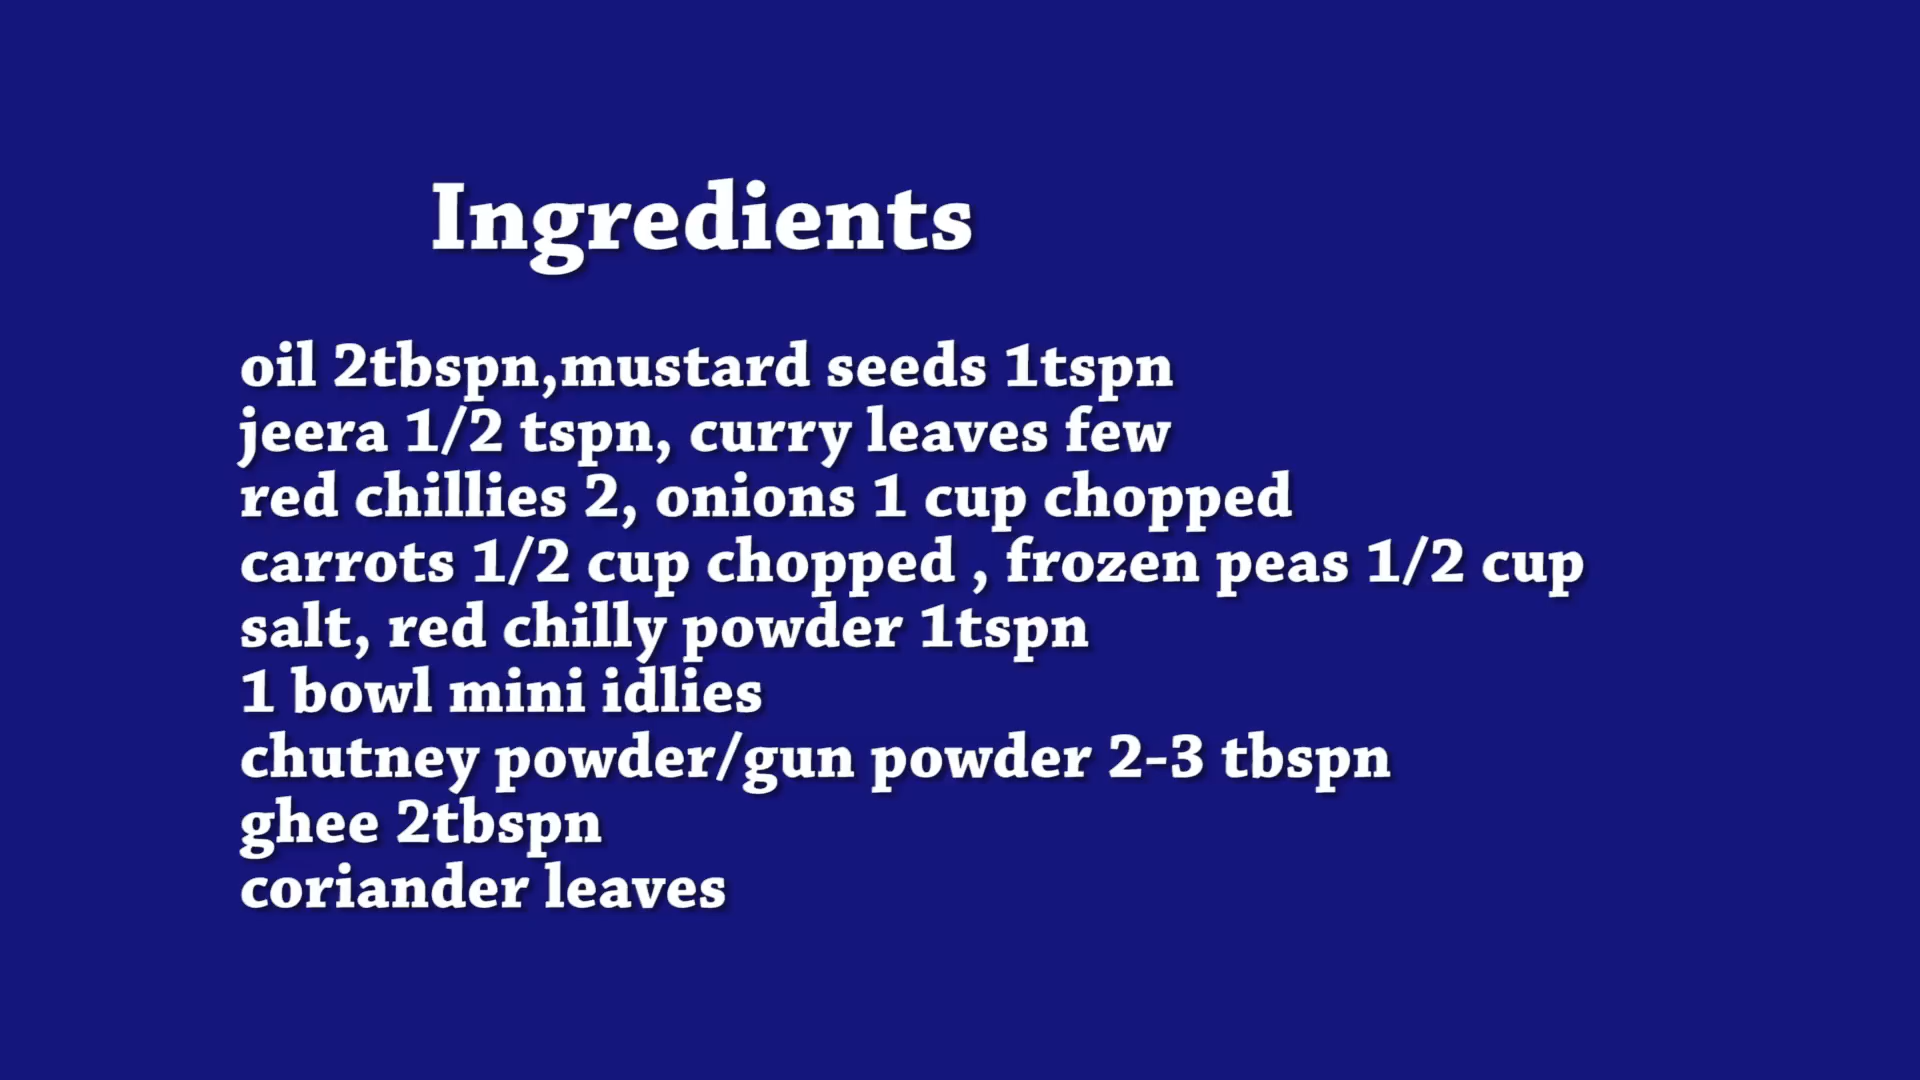 Ingredients
oil 2tbspn,mustard seeds 1tspn
jeera 1/2 tspn, curry leaves few
red chillies 2, onions 1 cup chopped
carrots 1/2 cup chopped , frozen peas 1/2 cup
salt, red chilly powder 1tspn
1 bowl mini idlies
chutney powder/gun powder 2-3 tbspn
ghee 2tbspn
coriander leaves